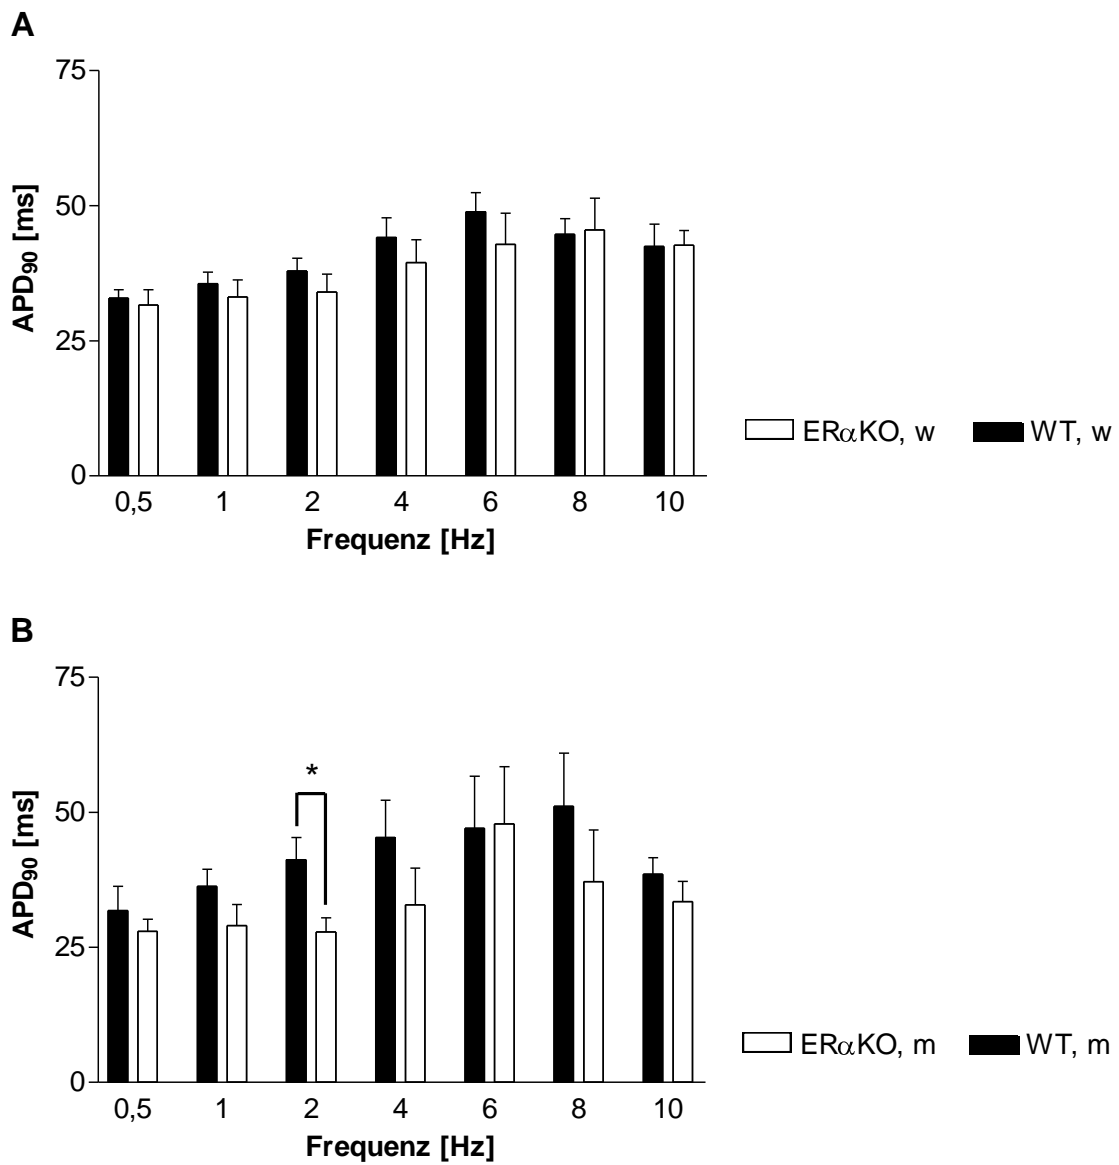 A
75
50
25
0
APD90 [ms]
0,5 1 2 4 6 8 10
Frequenz [Hz]
ERαKO, w WT, w
B
75
50
25
0
APD90 [ms]
*
0,5 1 2 4 6 8 10
Frequenz [Hz]
ERαKO, m WT, m